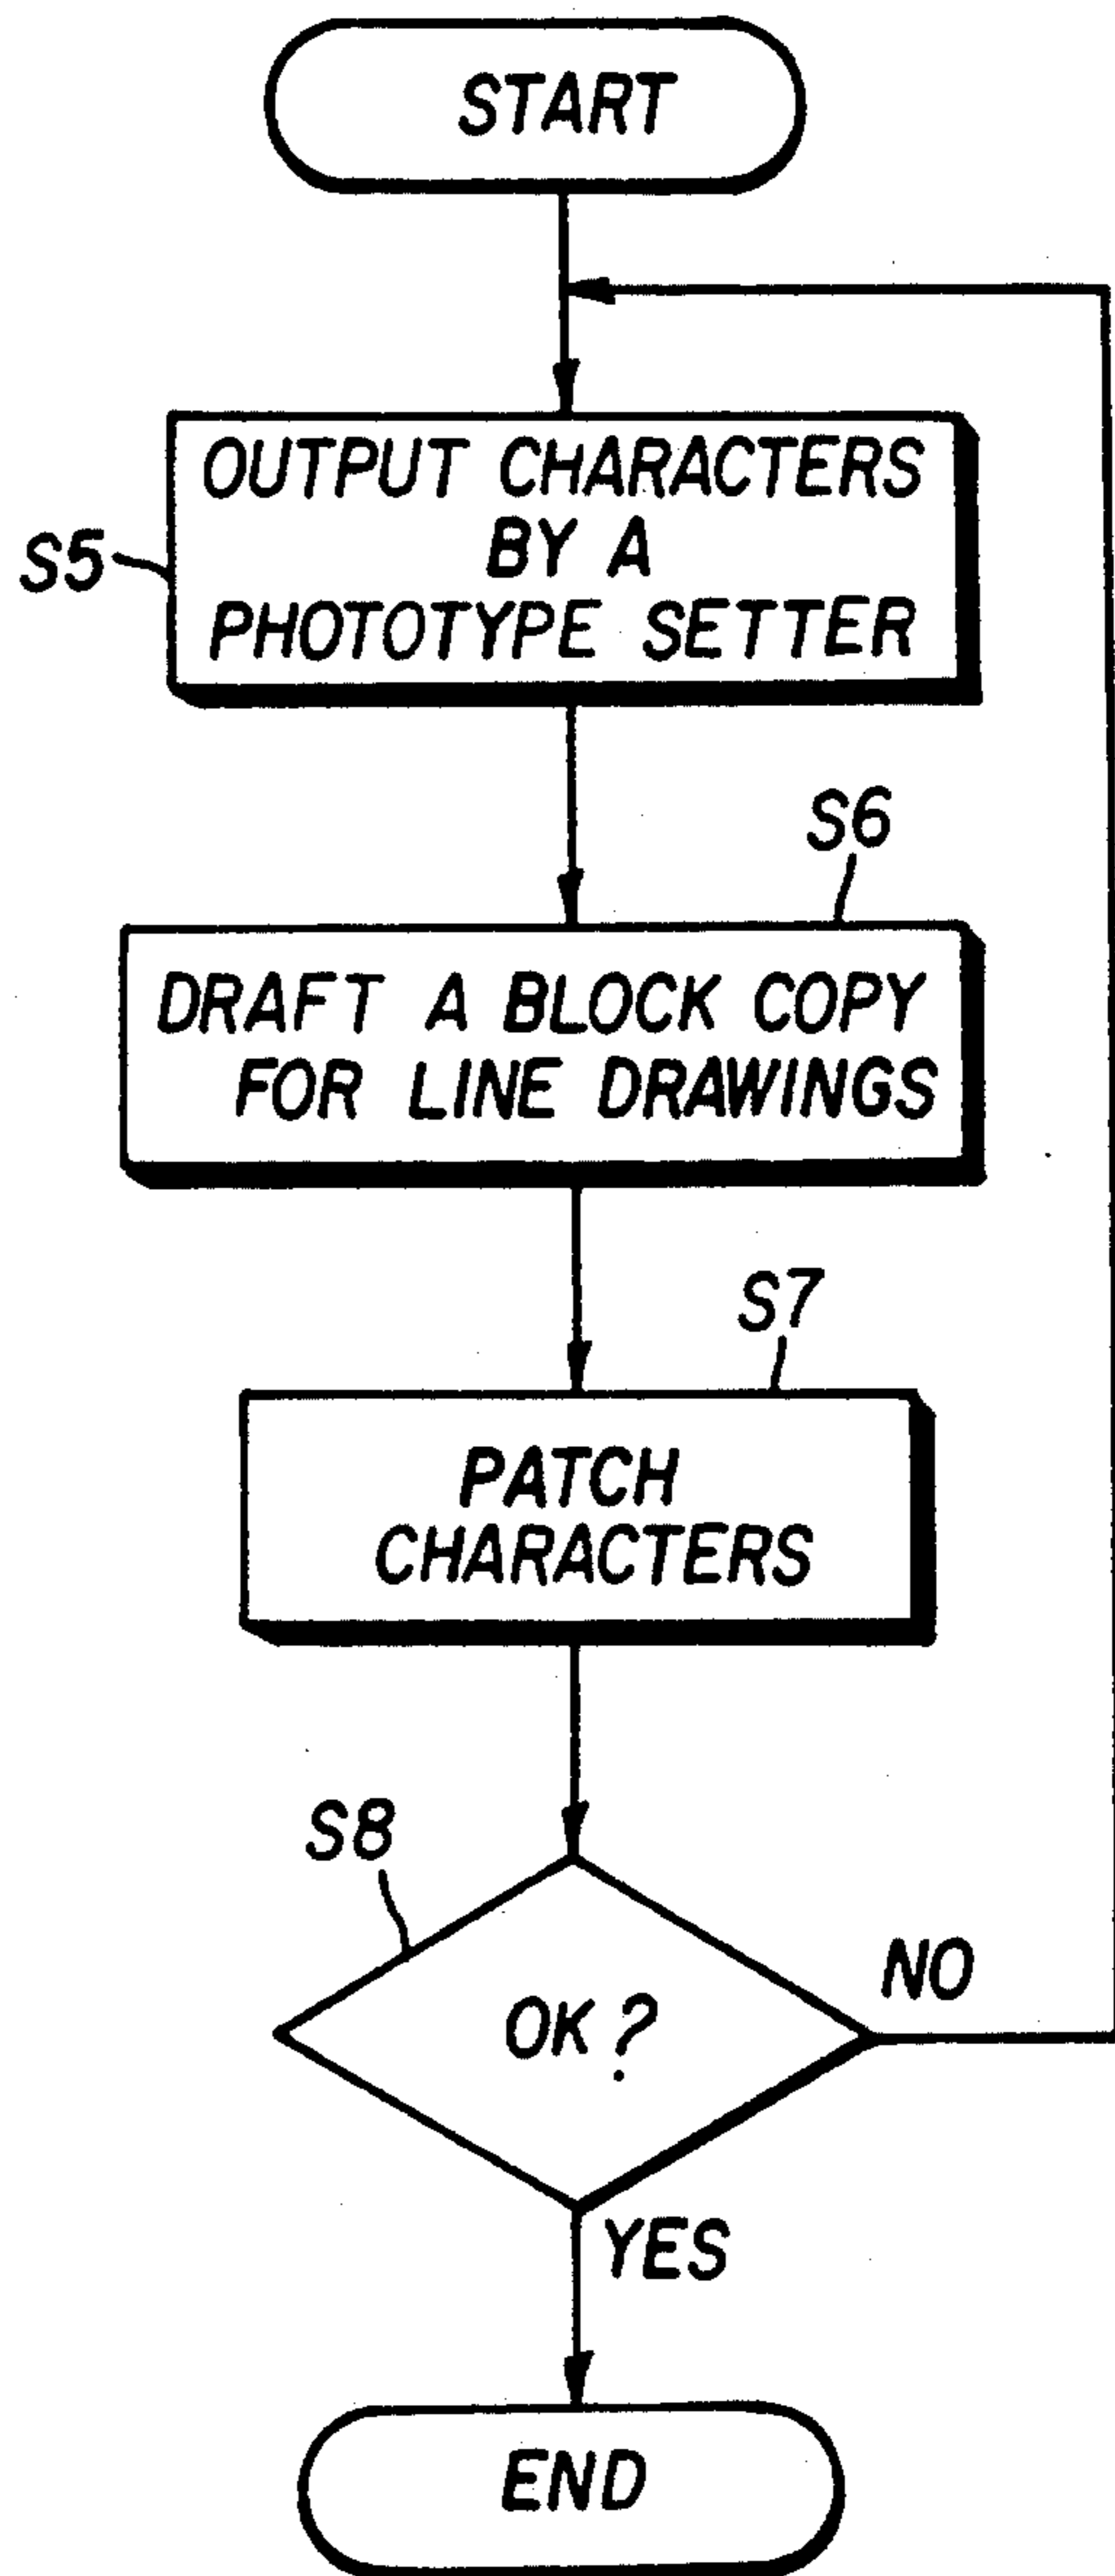 START
OUTPUT CHARACTERS
BY A
PHOTOTYPE SETTER
S5
S6
DRAFT A BLOCK COPY
FOR LINE DRAWINGS
S7
PATCH
CHARACTERS
S8
OK?
NO
YES
END